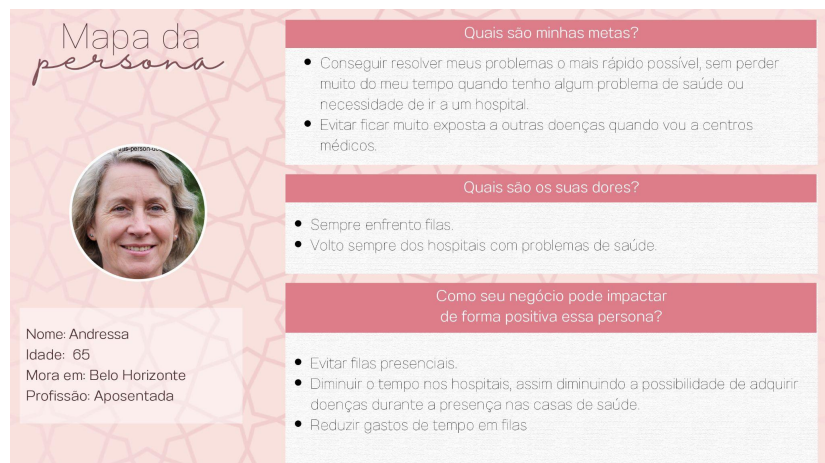 Mapa da
persona
Nome: Andressa
Idade: 65
Mora em: Belo Horizonte
Profissão: Aposentada
Quais são minhas metas?
Conseguir resolver meus problemas o mais rápido possível, sem perder
muito do meu tempo quando tenho algum problema de saúde ou
necessidade de ir a um hospital.
Evitar ficar muito exposta a outras doenças quando vou a centros
médicos.
Quais são os suas dores?
Sempre enfrento filas.
Volto sempre dos hospitais com problemas de saúde.
Como seu negócio pode impactar
de forma positiva essa persona?
Evitar filas presenciais.
Diminuir o tempo nos hospitais, assim diminuindo a possibilidade de adquirir
doenças durante a presença nas casas de saúde.
Reduzir gastos de tempo em filas